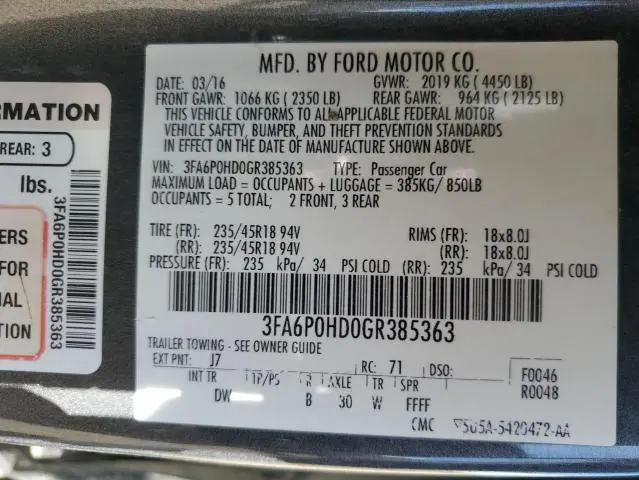 MFD. BY FORD MOTOR CO.
DATE: 03/16 GVWR: 2019 KG ( 4450 LB)
FRONT GAWR: 1066 KG ( 2350 LB) REAR GAWR: 964 KG ( 2125 LB)
THIS VEHICLE CONFORMS TO ALL APPLICABLE FEDERAL MOTOR
VEHICLE SAFETY, BUMPER, AND THEFT PREVENTION STANDARDS
IN EFFECT ON THE DATE OF MANUFACTURE SHOWN ABOVE.
VIN: 3FA6P0HD0GR385363 TYPE: Passenger Car
MAXIMUM LOAD = OCCUPANTS + LUGGAGE = 385KG/ 850LB
OCCUPANTS = 5 TOTAL; 2 FRONT, 3 REAR
TIRE (FR): 235/45R18 94V RIMS (FR): 18x8.0J
(RR): 235/45R18 94V (RR): 18x8.0J
PRESSURE (FR): 235 kPa/ 34 PSI COLD (RR): 235 kPa/ 34 PSI COLD
3FA6P0HD0GR385363
TRAILER TOWING - SEE OWNER GUIDE
EXT PNT: J7 RC: 71 DSO: F0046
INT TR TP/PS R AXLE TR SPR R0048
DW B 30 W FFFF
CMC 5U5A-5420472-AA
RMATION
REAR: 3
lbs.
3FA6P0HD0GR385363
ERS
FOR
IAL
TION